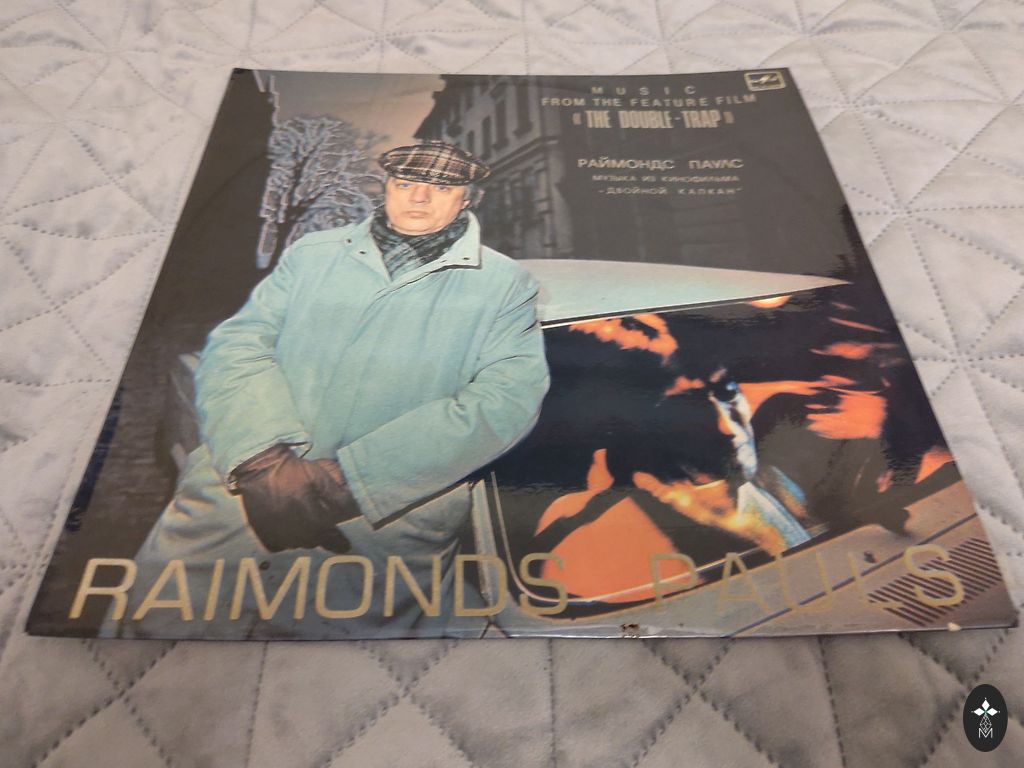 MUSIC
FROM THE FEATURE FILM
«THE DOUBLE-TRAP»
РАЙМОНДС ПАУЛС
МУЗЫКА ИЗ КИНОФИЛЬМА
„ДВОЙНОЙ КАПКАН"
RAIMONDS PAULS
M